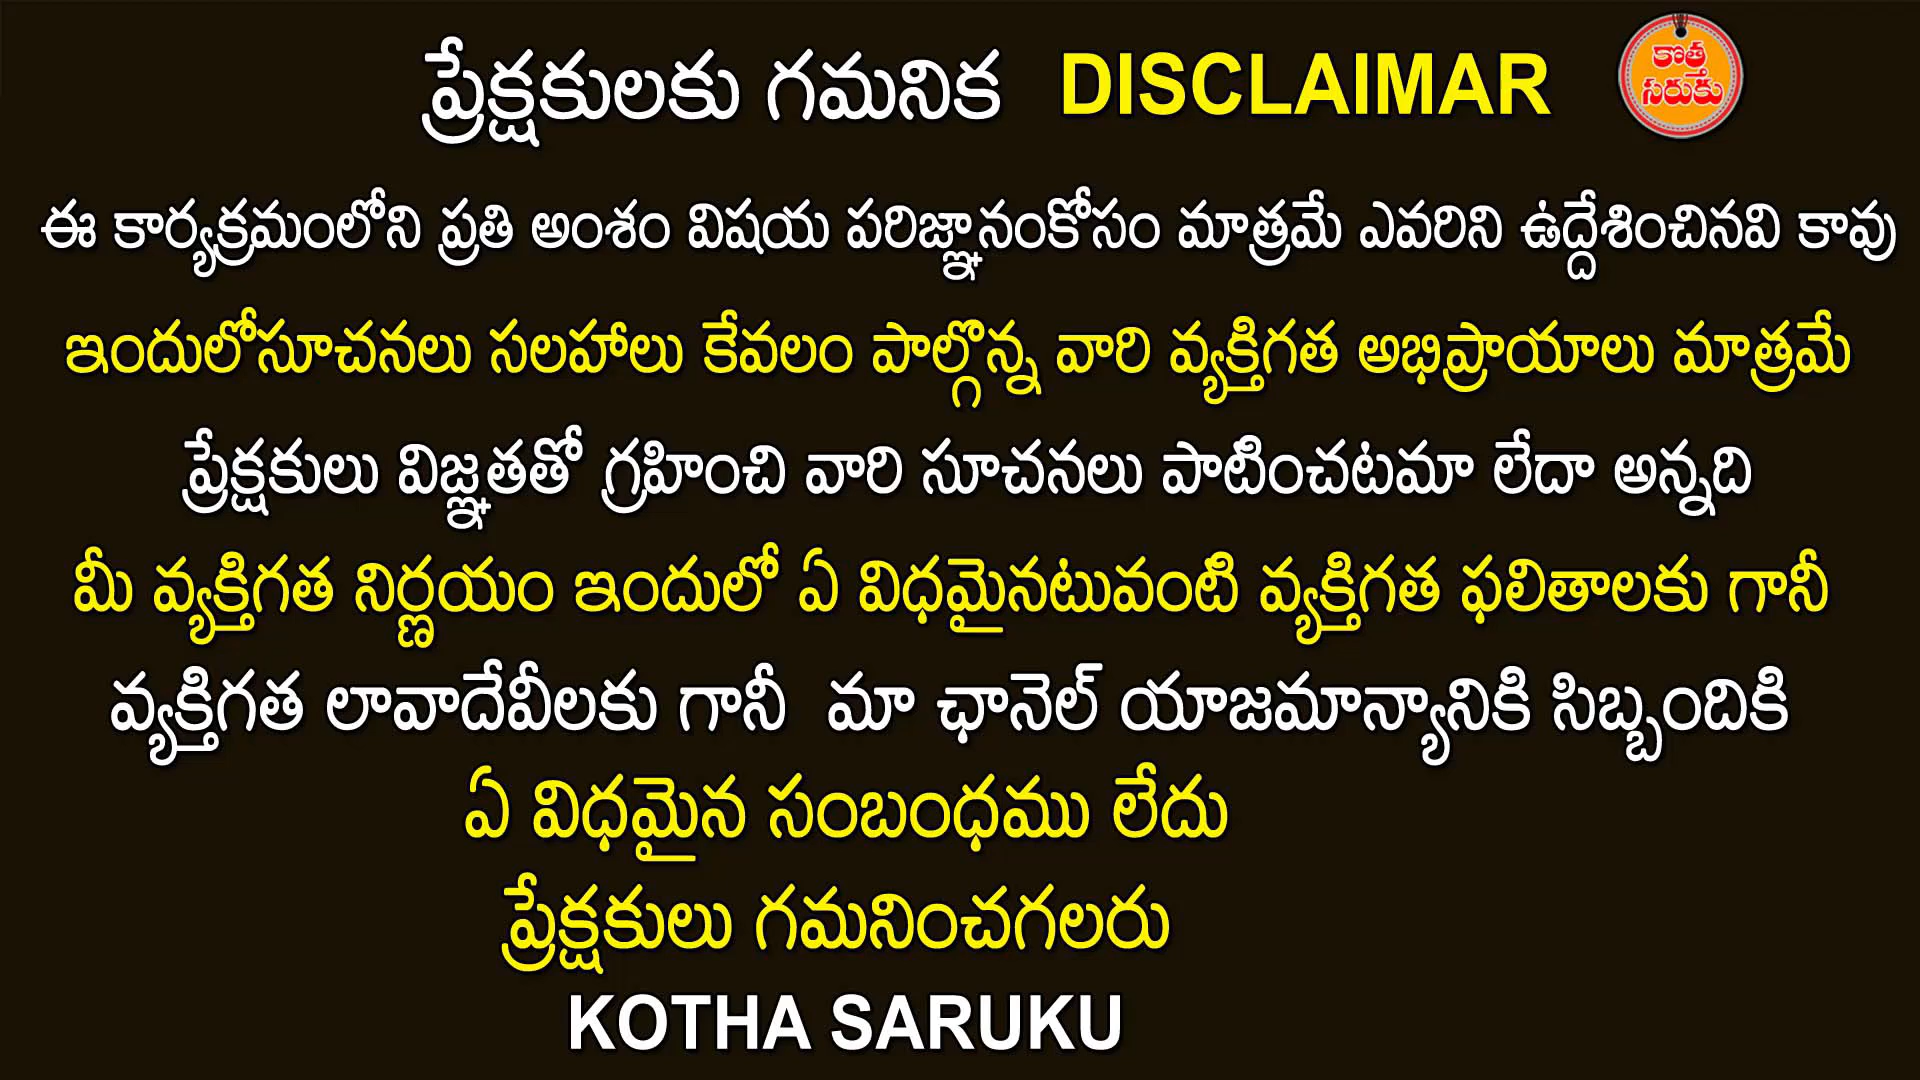 ప్రేక్షకులకు గమనిక DISCLAIMAR
కొత్త
సరుకు
ఈ కార్యక్రమంలోని ప్రతి అంశం విషయ పరిజ్ఞానంకోసం మాత్రమే ఎవరిని ఉద్దేశించినవి కావు
ఇందులోసూచనలు సలహాలు కేవలం పాల్గొన్న వారి వ్యక్తిగత అభిప్రాయాలు మాత్రమే
ప్రేక్షకులు విజ్ఞతతో గ్రహించి వారి సూచనలు పాటించటమా లేదా అన్నది
మీ వ్యక్తిగత నిర్ణయం ఇందులో ఏ విధమైనటువంటి వ్యక్తిగత ఫలితాలకు గానీ
వ్యక్తిగత లావాదేవీలకు గానీ మా ఛానెల్ యాజమాన్యానికి సిబ్బందికి
ఏ విధమైన సంబంధము లేదు
ప్రేక్షకులు గమనించగలరు
KOTHA SARUKU